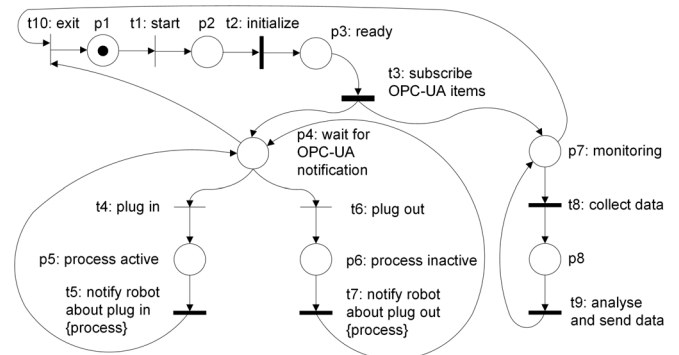 t10: exit p1 t1: start p2 t2: initialize
p3: ready
t3: subscribe
OPC-UA items
p4: wait for
OPC-UA
notification
p7: monitoring
t4: plug in
t6: plug out
t8: collect data
p5: process active
p6: process inactive
p8
t5: notify robot
about plug in
{process}
t7: notify robot
about plug out
{process}
t9: analyse
and send data